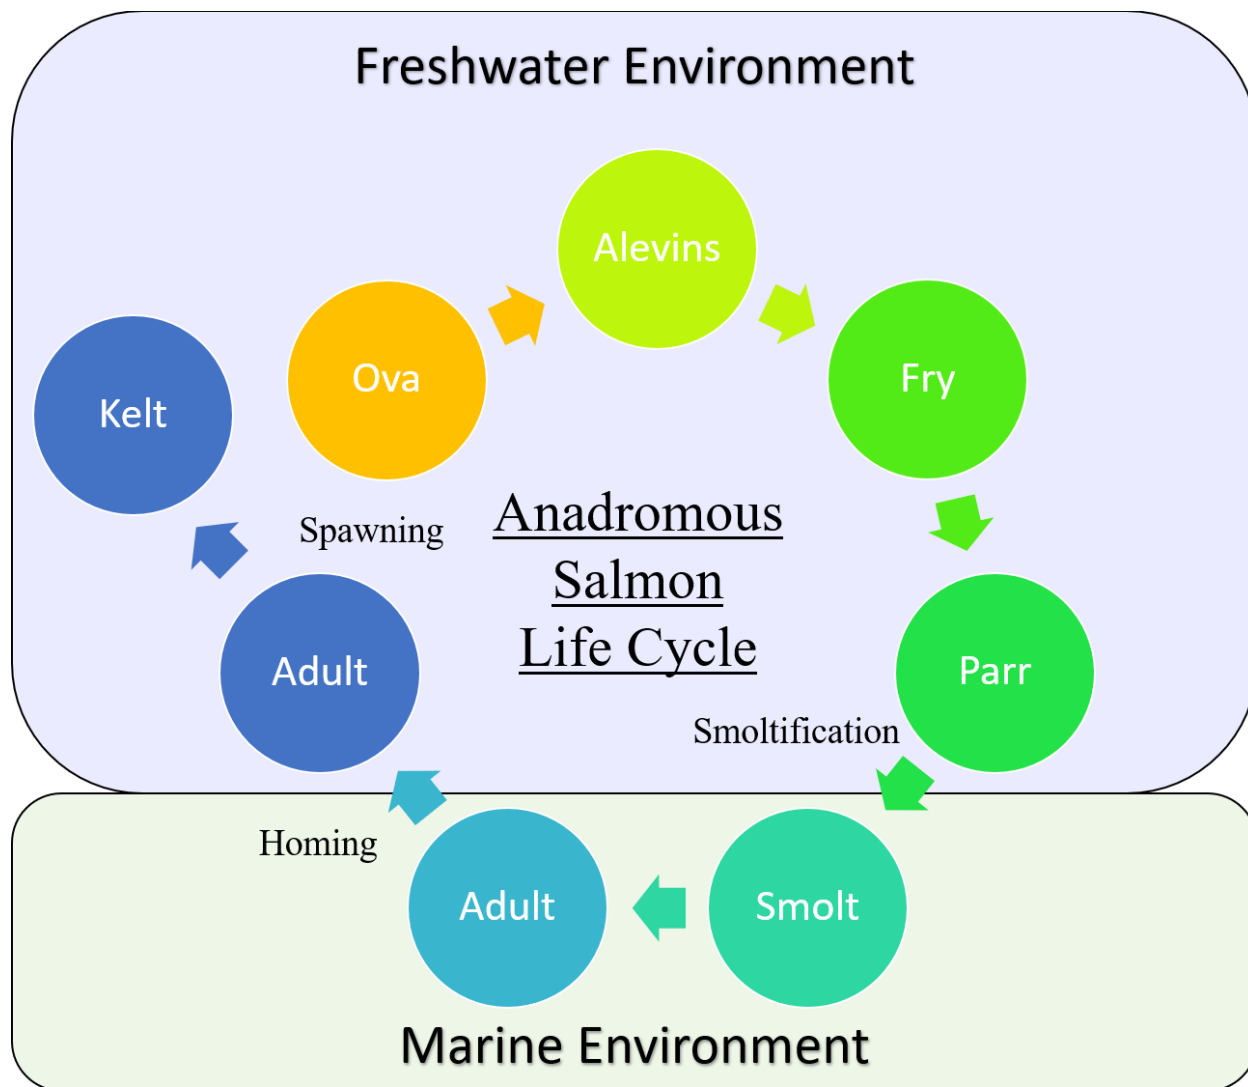 Freshwater Environment
Alevins
Ova
Fry
Kelt
Spawning
Anadromous
Salmon
Life Cycle
Adult
Parr
Smoltification
Homing
Adult
Smolt
Marine Environment